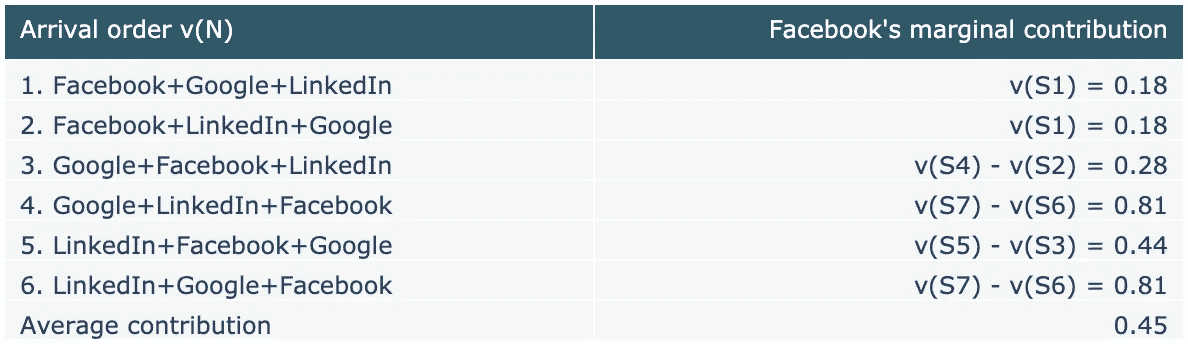 Arrival order v(N) Facebook's marginal contribution
1. Facebook+Google+LinkedIn v(S1) = 0.18
2. Facebook+LinkedIn+Google v(S1) = 0.18
3. Google+Facebook+LinkedIn v(S4) - v(S2) = 0.28
4. Google+LinkedIn+Facebook v(S7) - v(S6) = 0.81
5. LinkedIn+Facebook+Google v(S5) - v(S3) = 0.44
6. LinkedIn+Google+Facebook v(S7) - v(S6) = 0.81
Average contribution 0.45